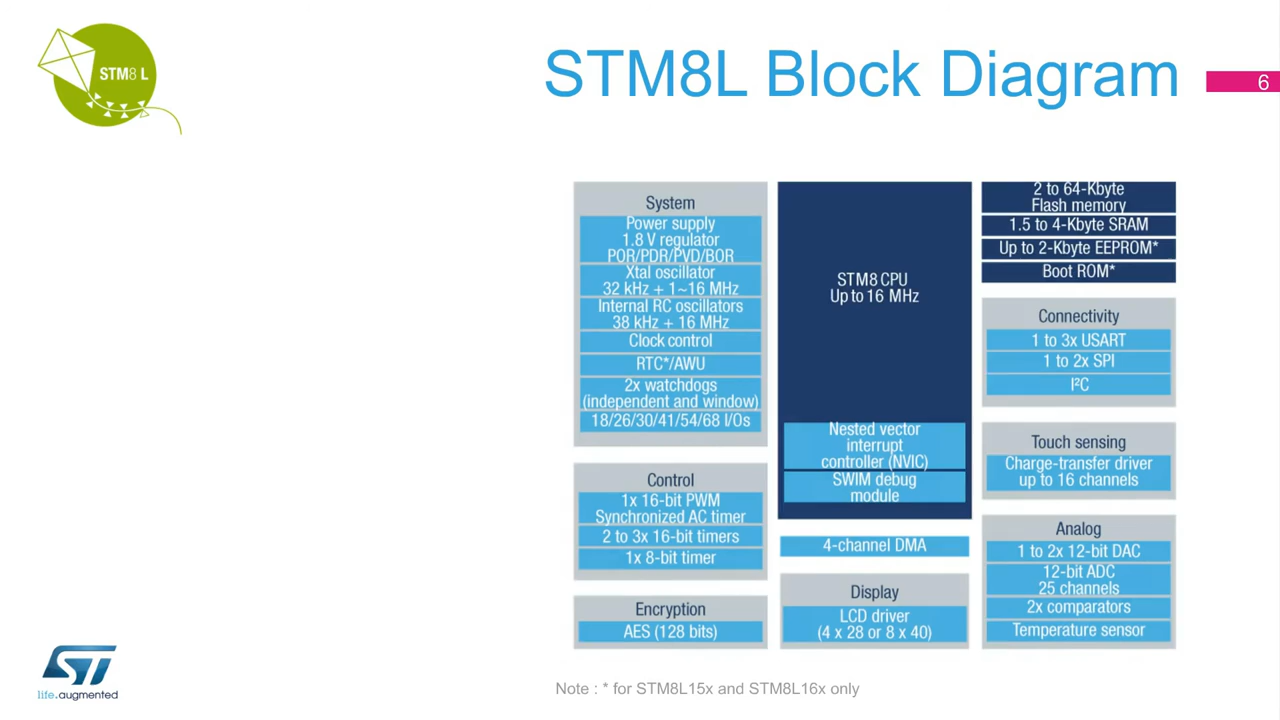 STM8 L
STM8L Block Diagram
6
System
Power supply
1.8 V regulator
POR/PDR/PVD/BOR
Xtal oscillator
32 kHz + 1~16 MHz
Internal RC oscillators
38 kHz + 16 MHz
Clock control
RTC*/AWU
2x watchdogs
(independent and window)
18/26/30/41/54/68 I/Os
Control
1x 16-bit PWM
Synchronized AC timer
2 to 3x 16-bit timers
1x 8-bit timer
Encryption
AES (128 bits)
STM8 CPU
Up to 16 MHz
Nested vector
interrupt
controller (NVIC)
SWIM debug
module
4-channel DMA
Display
LCD driver
(4 x 28 or 8 x 40)
2 to 64-Kbyte
Flash memory
1.5 to 4-Kbyte SRAM
Up to 2-Kbyte EEPROM*
Boot ROM*
Connectivity
1 to 3x USART
1 to 2x SPI
I²C
Touch sensing
Charge-transfer driver
up to 16 channels
Analog
1 to 2x 12-bit DAC
12-bit ADC
25 channels
2x comparators
Temperature sensor
ST
life.augmented
Note : * for STM8L15x and STM8L16x only